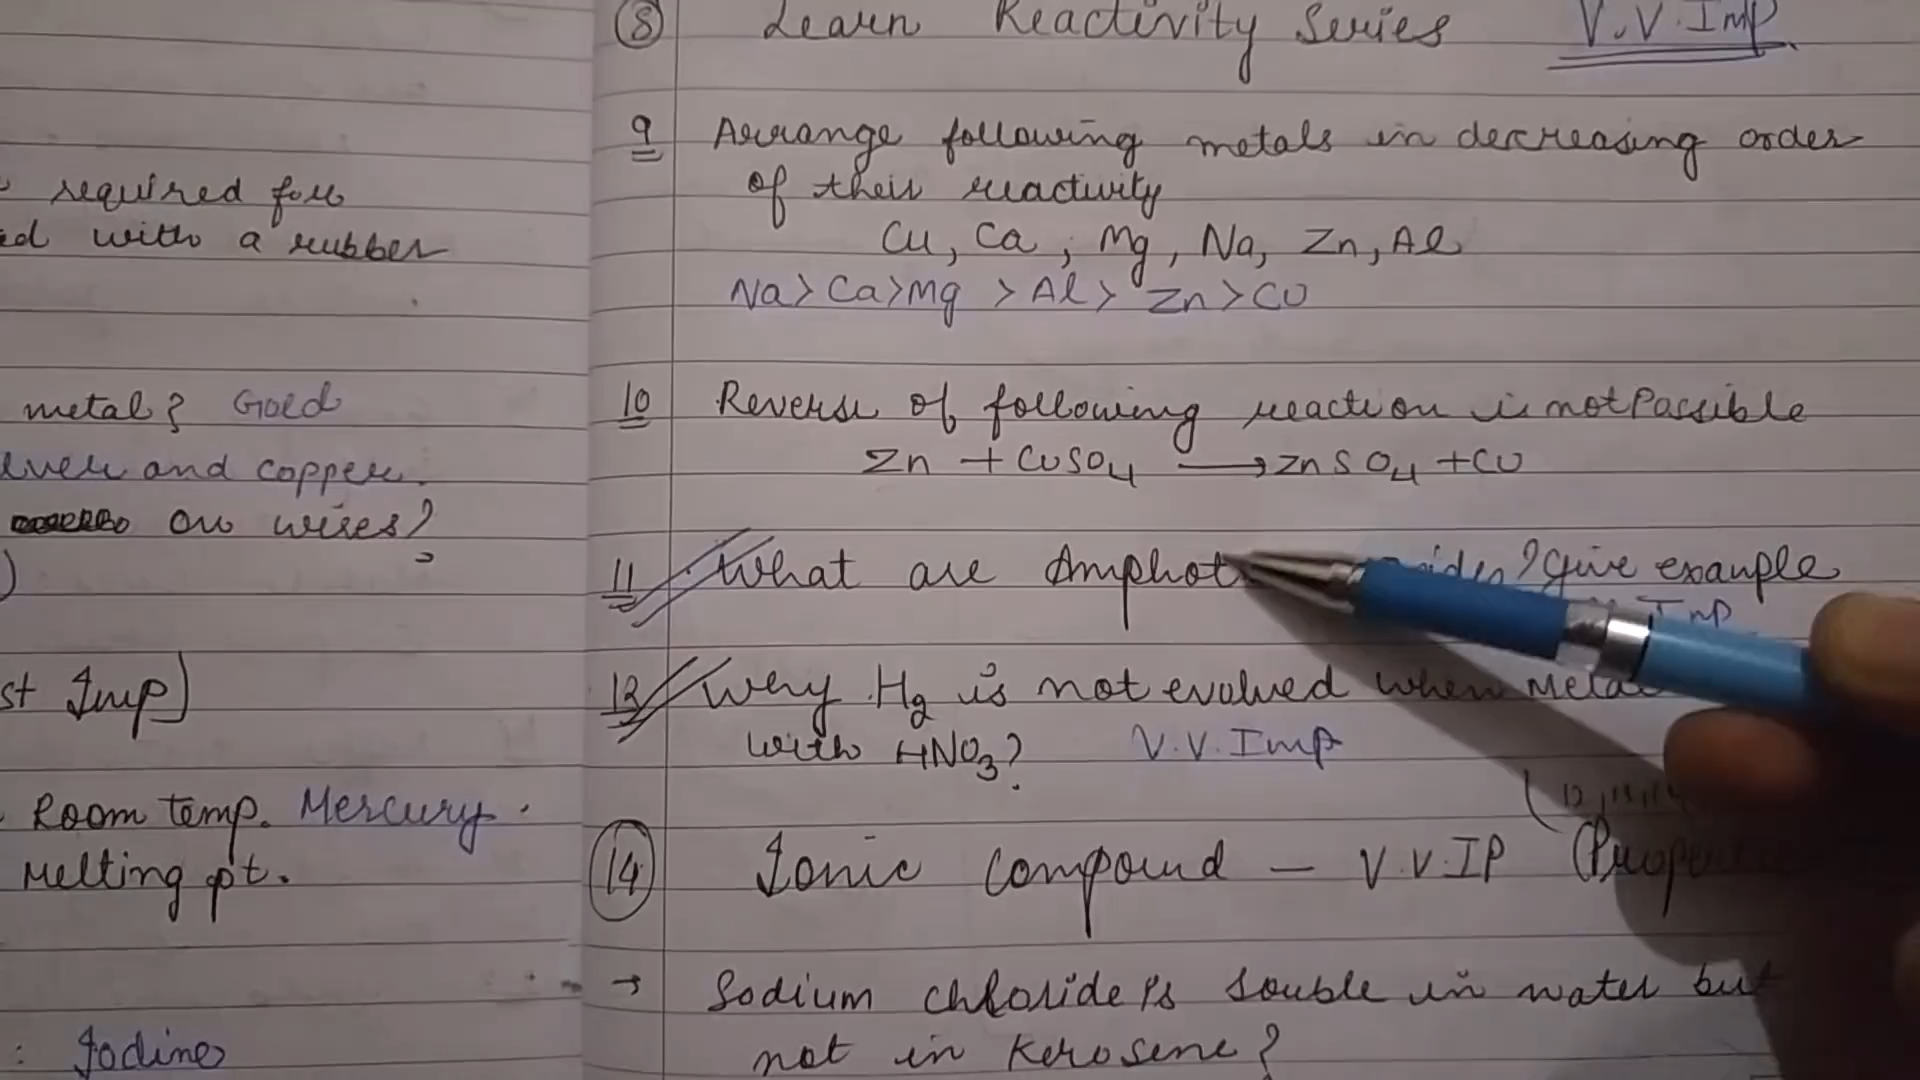 required for
ed with a rubber
metal? Gold
and copper.
on wires?
)
st Imp)
Room temp. Mercury.
Melting pt.
: Iodine
8 Learn Reactivity Series V.V.Imp.
9 Arrange following metals in decreasing order
of their reactivity
Cu, Ca, Mg, Na, Zn, Al
Na > Ca > Mg > Al > Zn > CU
10 Reverse of following reaction is not Possible
Zn + CUSO4 → ZnSO4 + CU
11 What are Amphot ? Give example
Imp
Why Hg is not evolved when Metal
with HNO3? V.V.Imp
14 Ionic Compound – V.V.IP
→ Sodium chloride is souble in water but
not in Kerosene?